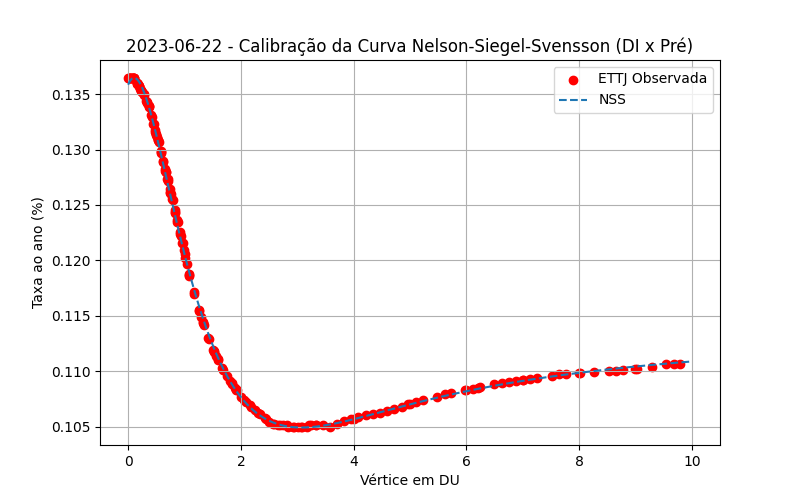 2023-06-22 - Calibração da Curva Nelson-Siegel-Svensson (DI x Pré)
ETTJ Observada
NSS
Taxa ao ano (%)
0.135
0.130
0.125
0.120
0.115
0.110
0.105
0 2 4 6 8 10
Vértice em DU